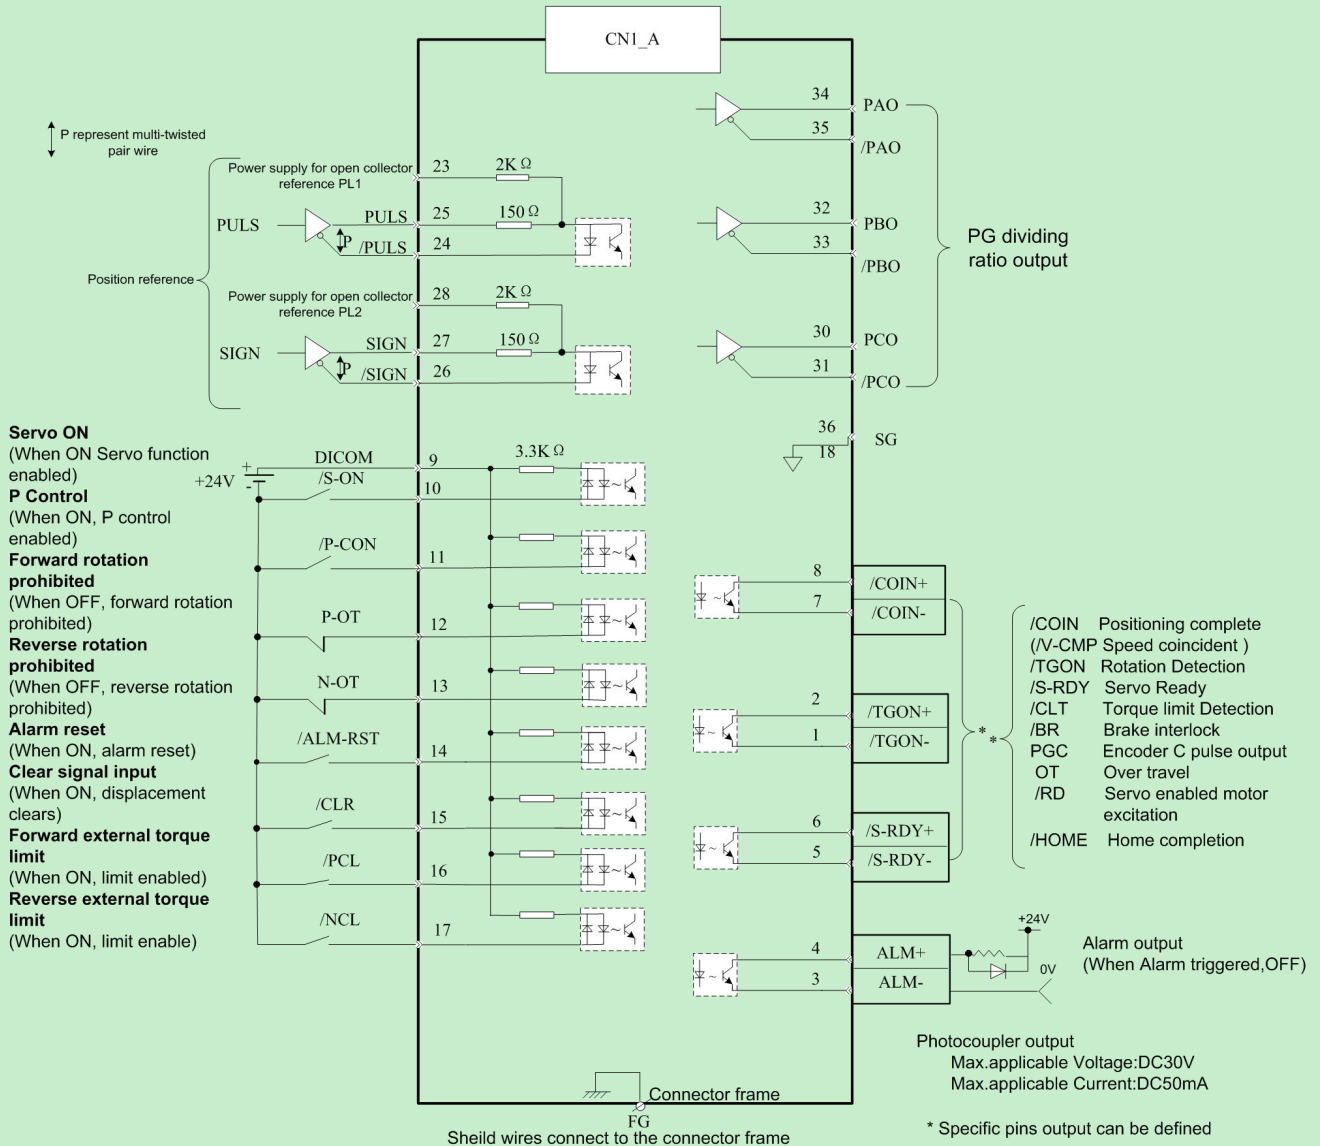 CN1_A
P represent multi-twisted
pair wire
Power supply for open collector
reference PL1
23
2K Ω
PULS
PULS
25
150 Ω
P
/PULS
24
Position reference
Power supply for open collector
reference PL2
28
2K Ω
SIGN
SIGN
27
150 Ω
P
/SIGN
26
34
PAO
35
/PAO
32
PBO
33
/PBO
PG dividing
ratio output
30
PCO
31
/PCO
36
SG
18
Servo ON
(When ON Servo function
enabled)
P Control
(When ON, P control
enabled)
Forward rotation
prohibited
(When OFF, forward rotation
prohibited)
Reverse rotation
prohibited
(When OFF, reverse rotation
prohibited)
Alarm reset
(When ON, alarm reset)
Clear signal input
(When ON, displacement
clears)
Forward external torque
limit
(When ON, limit enabled)
Reverse external torque
limit
(When ON, limit enable)
+24V
+
-
DICOM
9
3.3K Ω
/S-ON
10
/P-CON
11
P-OT
12
N-OT
13
/ALM-RST
14
/CLR
15
/PCL
16
/NCL
17
~
~
~
~
~
~
~
~
8
/COIN+
~
7
/COIN-
2
/TGON+
~
1
/TGON-
6
/S-RDY+
~
5
/S-RDY-
*
*
/COIN Positioning complete
(/V-CMP Speed coincident )
/TGON Rotation Detection
/S-RDY Servo Ready
/CLT Torque limit Detection
/BR Brake interlock
PGC Encoder C pulse output
OT Over travel
/RD Servo enabled motor
excitation
/HOME Home completion
4
ALM+
~
3
ALM-
+24V
0V
Alarm output
(When Alarm triggered,OFF)
Photocoupler output
Max.applicable Voltage:DC30V
Max.applicable Current:DC50mA
Connector frame
FG
Sheild wires connect to the connector frame
* Specific pins output can be defined